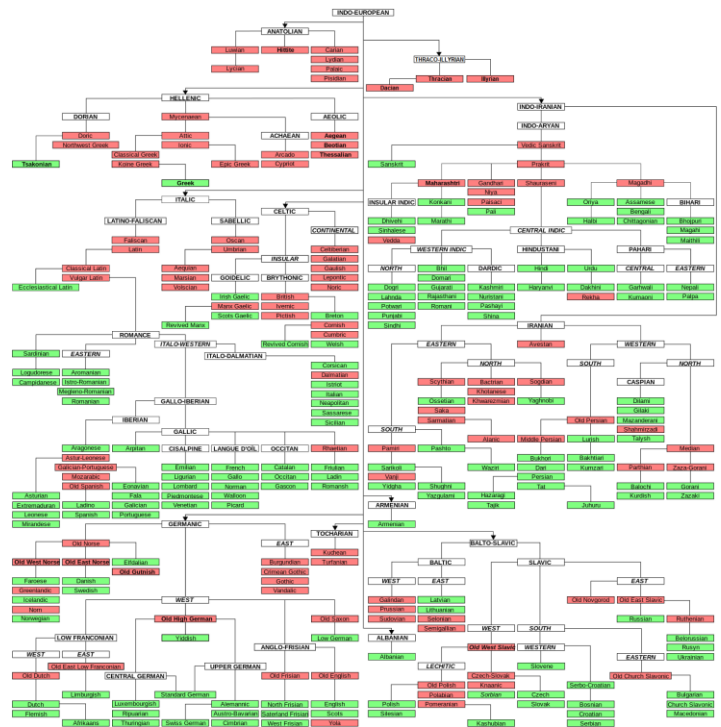 INDO-EUROPEAN
ANATOLIAN
Luwian Hittite Carian
Lydian
Lycian Palaic
Pisidian
THRACO-ILLYRIAN
Thracian Illyrian
Dacian
HELLENIC
DORIAN Mycenaean AEOLIC
Doric Attic ACHAEAN Aegean
Northwest Greek Ionic Beotian
Classical Greek Arcado Thessalian
Tsakonian Koine Greek Epic Greek Cypriot
Greek
INDO-IRANIAN
INDO-ARYAN
Vedic Sanskrit
Sanskrit Prakrit
Maharashtri Gandhari Shauraseni Magadhi
Niya
INSULAR INDIC Konkani Paisaci Oriya Assamese BIHARI
Pali Bengali
Dhivehi Marathi Halbi Chittagonian Bhojpuri
Sinhalese CENTRAL INDIC Magahi
Vedda Maithili
WESTERN INDIC HINDUSTANI PAHARI
NORTH Bhil DARDIC Hindi Urdu CENTRAL EASTERN
Domari
Dogri Gujarati Kashmiri Haryanvi Dakhini Garhwali Nepali
Lahnda Rajasthani Nuristani Rekhta Kumaoni Palpa
Potwari Romani Pashayi
Punjabi Shina
Sindhi
ITALIC
LATINO-FALISCAN SABELLIC CELTIC
CONTINENTAL
Faliscan Oscan
Latin Umbrian Celtiberian
INSULAR Galatian
Classical Latin Aequian Gaulish
Vulgar Latin Marsian GOIDELIC BRYTHONIC Lepontic
Ecclesiastical Latin Volscian Noric
Irish Gaelic British
Manx Gaelic Ivernic
Scots Gaelic Pictish Breton
Revived Manx Cornish
Cumbric
Revived Cornish Welsh
ROMANCE
ITALO-WESTERN
Sardinian EASTERN ITALO-DALMATIAN
Corsican
Logudorese Aromanian Dalmatian
Campidanese Istro-Romanian Istriot
Megleno-Romanian Italian
Romanian GALLO-IBERIAN Neapolitan
Sassarese
IBERIAN Sicilian
GALLIC
Aragonese Arpitan CISALPINE LANGUE D'OÏL OCCITAN Rhaetian
Astur-Leonese
Galician-Portuguese Emilian French Catalan Friulian
Mozarabic Ligurian Gallo Occitan Ladin
Old Spanish Eonavian Lombard Norman Gascon Romansh
Asturian Fala Piedmontese Walloon
Extremaduran Ladino Galician Venetian Picard
Leonese Spanish Portuguese
Mirandese
IRANIAN
EASTERN Avestan WESTERN
NORTH SOUTH NORTH
Scythian Bactrian Sogdian CASPIAN
Khotanese
Ossetian Khwarezmian Yaghnobi Dilami
Saka Gilaki
Sarmatian Old Persian Mazanderani
SOUTH Shahmirzadi
Alanic Middle Persian Lurish Talysh
Pamiri Pashto Median
Bukhori Bakhtiari
Sarikoli Waziri Dari Kumzari Parthian Zaza-Gorani
Vanji Persian
Yidgha Shughni Tat Balochi Gorani
Yazgulami Hazaragi Kurdish Zazaki
ARMENIAN Tajik Juhuru
Armenian
GERMANIC
TOCHARIAN
Old Norse EAST Kuchean
Old West Norse Old East Norse Elfdalian Burgundian Turfanian
Old Gutnish Crimean Gothic
Faroese Danish Gothic
Greenlandic Swedish Vandalic
Icelandic WEST
Norn
Norwegian Old High German Old Saxon
LOW FRANCONIAN Yiddish Low German
ANGLO-FRISIAN
WEST EAST
Old East Low Franconian UPPER GERMAN
Old Dutch CENTRAL GERMAN Old Frisian Old English
Limburgish Standard German
Dutch Luxembourgish Alemannic North Frisian English
Flemish Ripuarian Austro-Bavarian Saterland Frisian Scots
Afrikaans Thuringian Swiss German Cimbrian West Frisian Yola
BALTO-SLAVIC
BALTIC SLAVIC
WEST EAST EAST
Galindan Latvian Old Novgorod Old East Slavic
Prussian Lithuanian
Sudovian Selonian Russian Ruthenian
Semigallian
ALBANIAN WEST SOUTH Belorussian
Old West Slavic WESTERN Rusyn
Albanian EASTERN Ukrainian
LECHITIC Slovene
Czech-Slovak Old Church Slavonic
Old Polish Knaanic Serbo-Croatian
Polabian Sorbian Czech Bulgarian
Polish Pomeranian Slovak Bosnian Church Slavonic
Silesian Croatian Macedonian
Kashubian Serbian